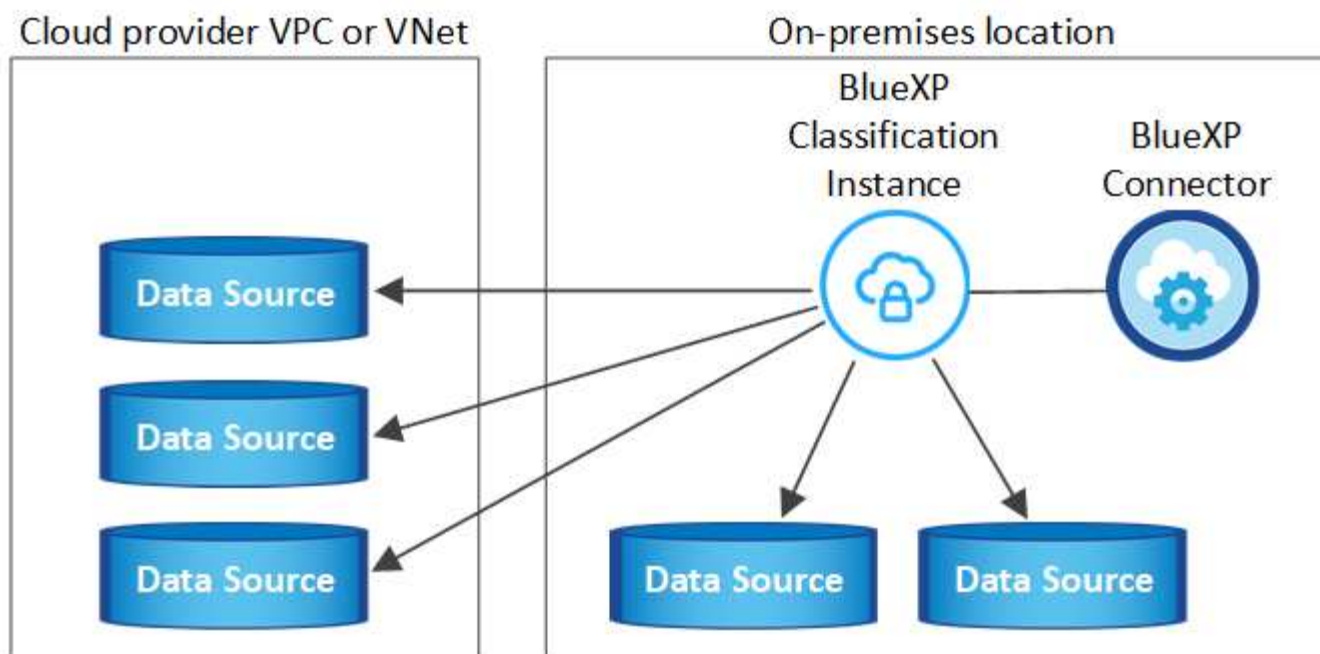 Cloud provider VPC or VNet
On-premises location
BlueXP
Classification
Instance
BlueXP
Connector
Data Source
Data Source
Data Source
Data Source
Data Source